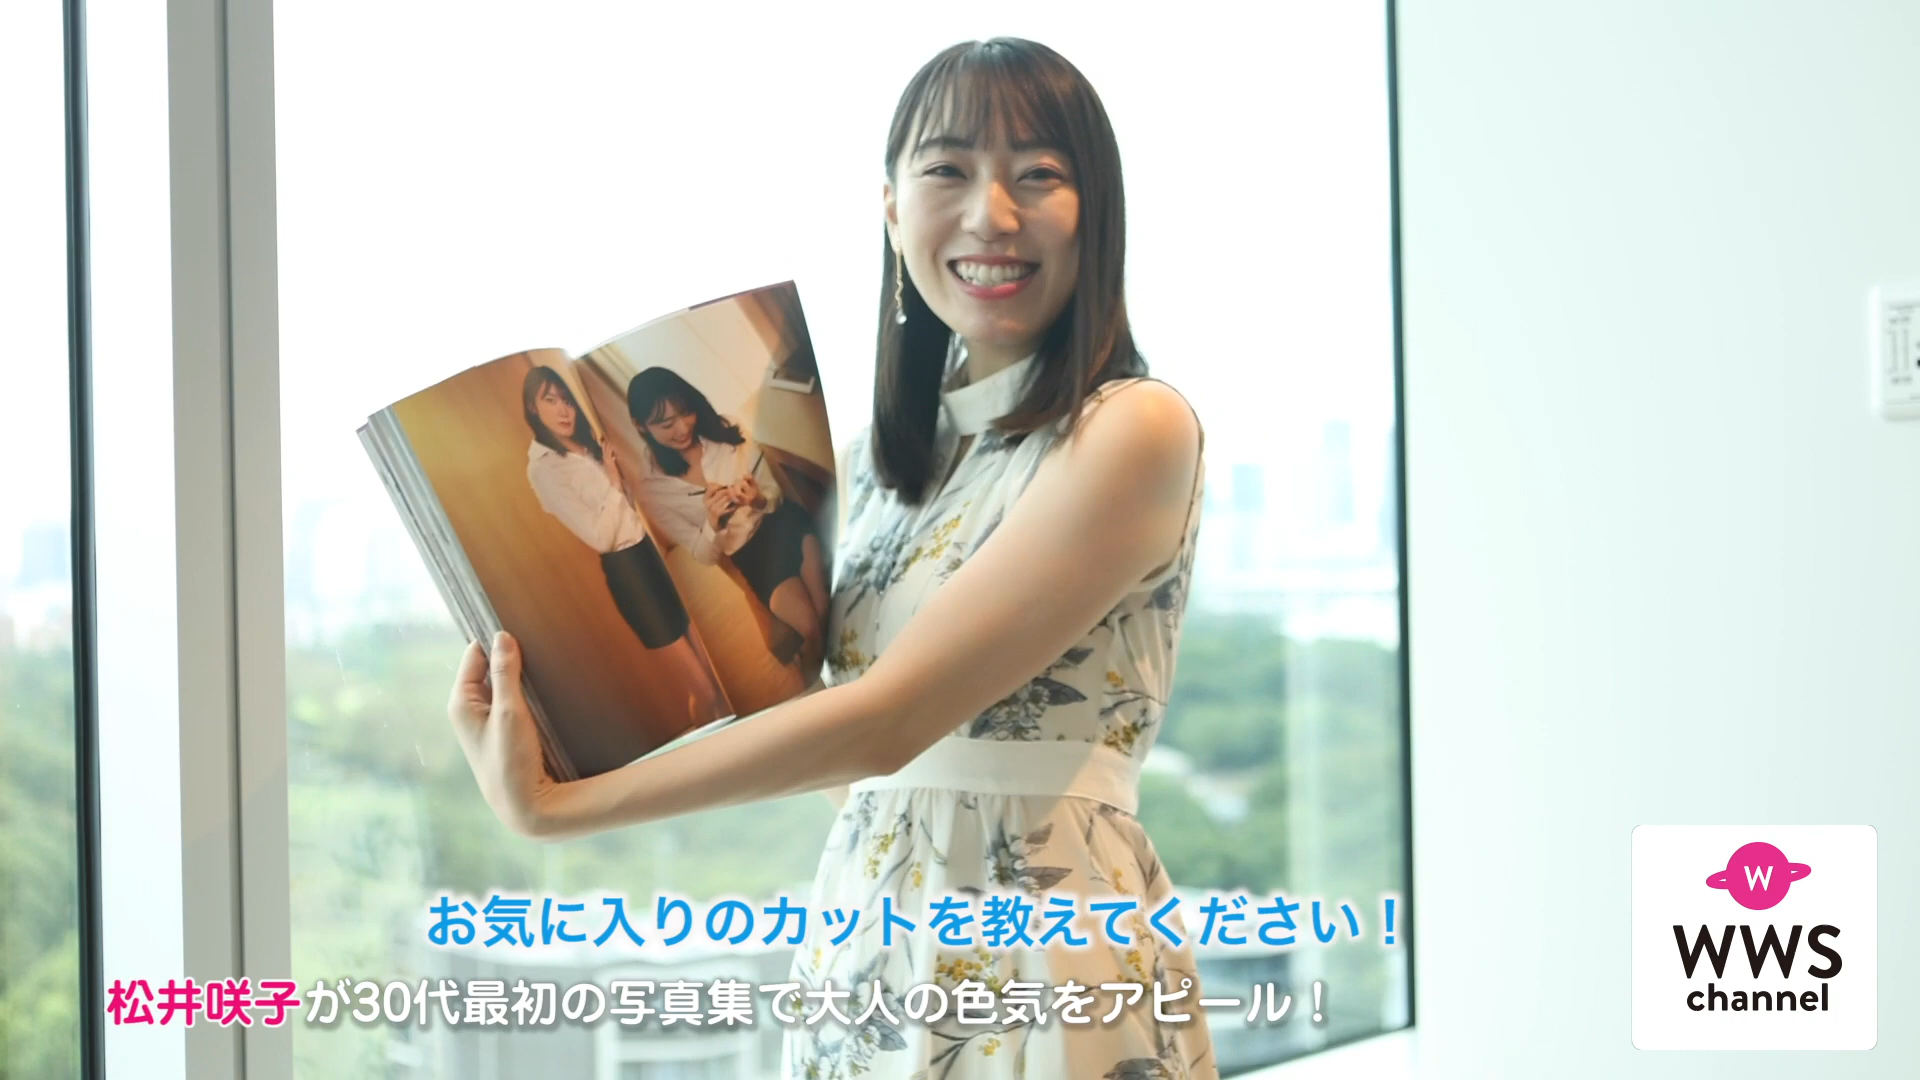 お気に入りのカットを教えてください！
松井咲子が30代最初の写真集で大人の色気をアピール！
W
WWS
channel